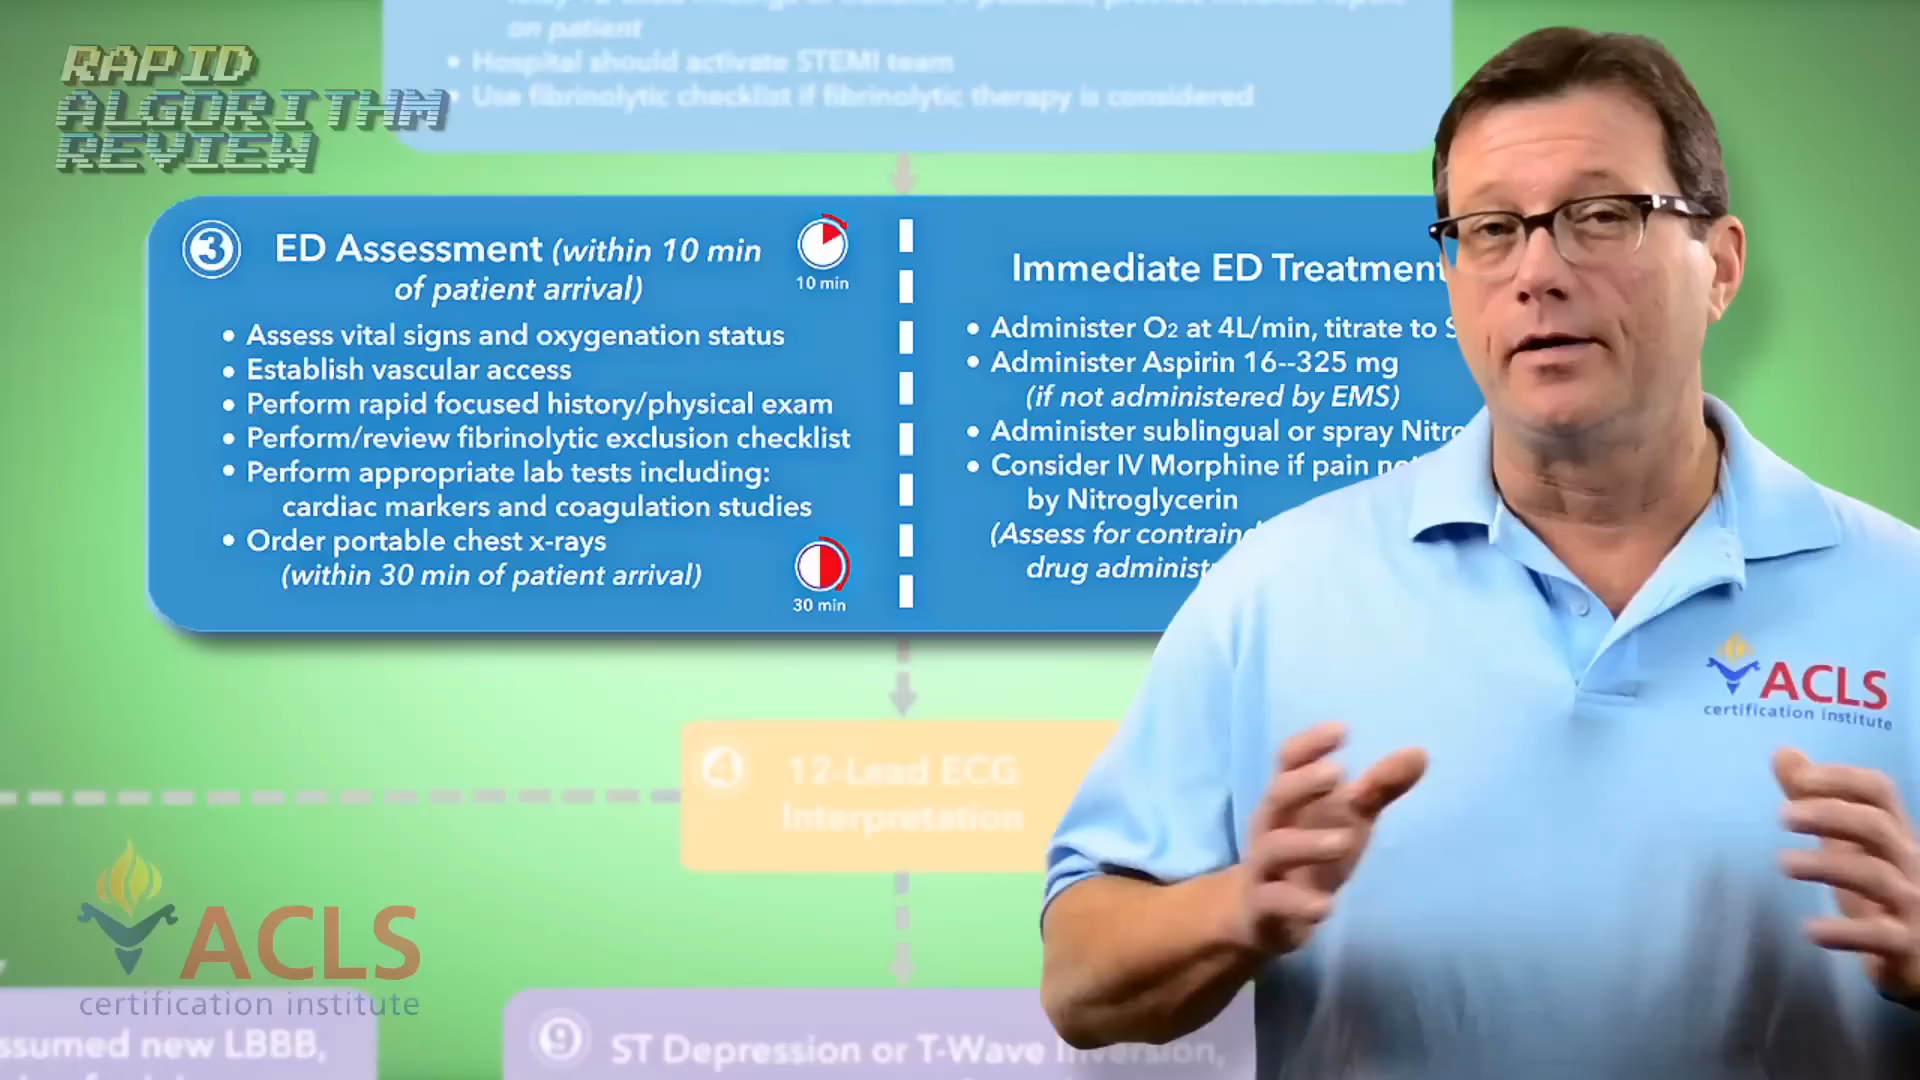 RAPID
ALGORITHM
REVIEW
on patient
• Hospital should activate STEMI team
• Use fibrinolytic checklist if fibrinolytic therapy is considered
3 ED Assessment (within 10 min
of patient arrival)
10 min
• Assess vital signs and oxygenation status
• Establish vascular access
• Perform rapid focused history/physical exam
• Perform/review fibrinolytic exclusion checklist
• Perform appropriate lab tests including:
cardiac markers and coagulation studies
• Order portable chest x-rays
(within 30 min of patient arrival)
30 min
Immediate ED Treatment
• Administer O2 at 4L/min, titrate to S
• Administer Aspirin 16--325 mg
(if not administered by EMS)
• Administer sublingual or spray Nitro
• Consider IV Morphine if pain not
by Nitroglycerin
(Assess for contraind
drug administ
4 12-Lead ECG
Interpretation
ssumed new LBBB,
9 ST Depression or T-Wave Inversion,
ACLS
certification institute
ACLS
certification institute